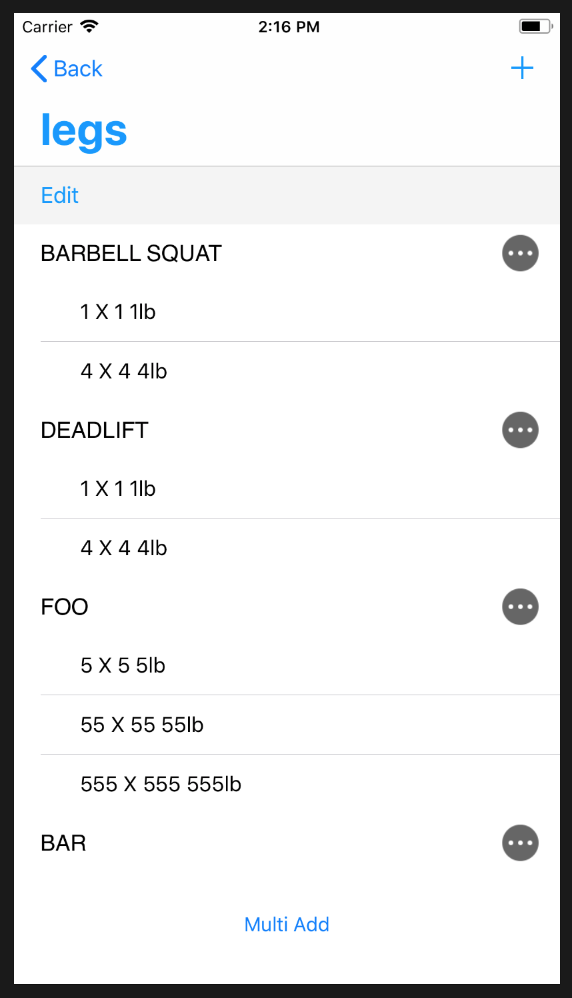 Carrier 2:16 PM
Back +
legs
Edit
BARBELL SQUAT
1 X 1 1lb
4 X 4 4lb
DEADLIFT
1 X 1 1lb
4 X 4 4lb
FOO
5 X 5 5lb
55 X 55 55lb
555 X 555 555lb
BAR
Multi Add